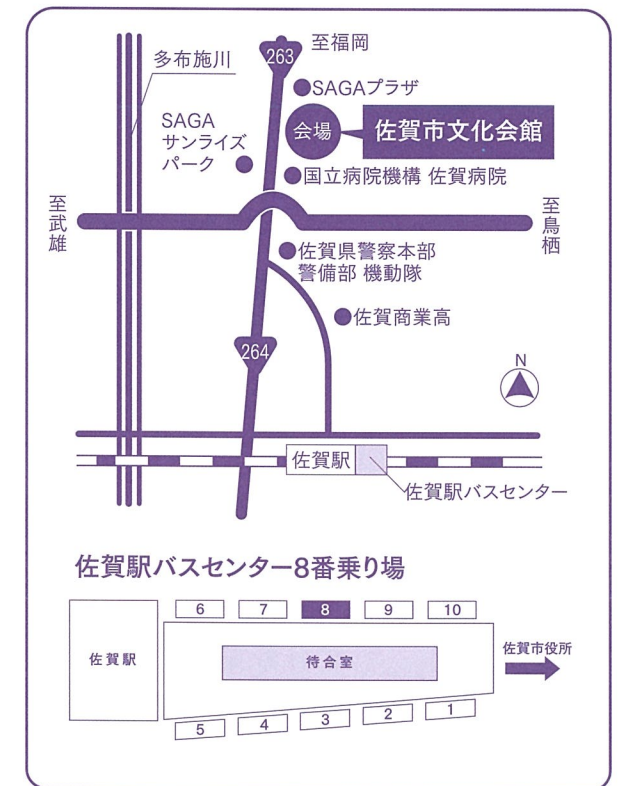 至福岡
263
多布施川
SAGAプラザ
SAGA
サンライズ
パーク
会場
佐賀市文化会館
国立病院機構 佐賀病院
至武雄
至鳥栖
佐賀県警察本部
警備部 機動隊
佐賀商業高
264
N
佐賀駅
佐賀駅バスセンター
佐賀駅バスセンター8番乗り場
6 7 8 9 10
佐賀駅
待合室
佐賀市役所
5 4 3 2 1